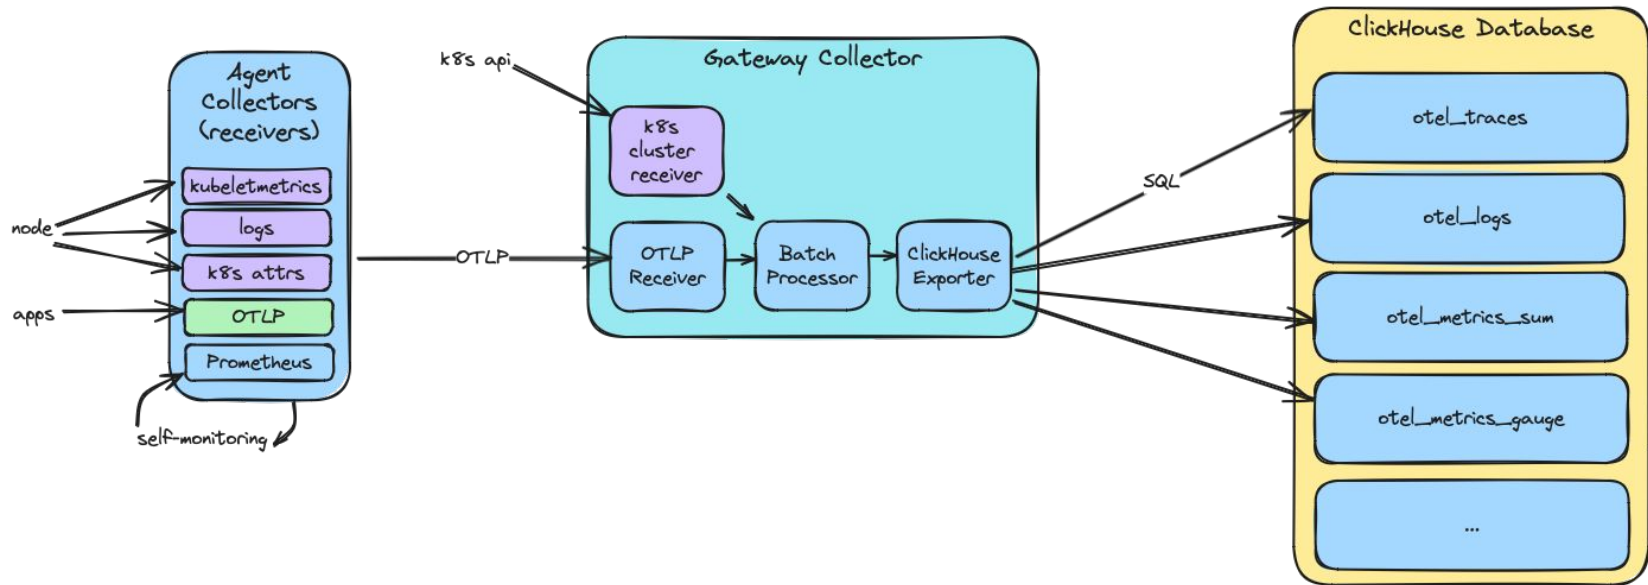 Agent
Collectors
(receivers)
kubeletmetrics
logs
k8s attrs
OTLP
Prometheus
node
apps
self-monitoring
OTLP
k8s api
Gateway Collector
k8s
cluster
receiver
OTLP
Receiver
Batch
Processor
ClickHouse
Exporter
SQL
ClickHouse Database
otel_traces
otel_logs
otel_metrics_sum
otel_metrics_gauge
...